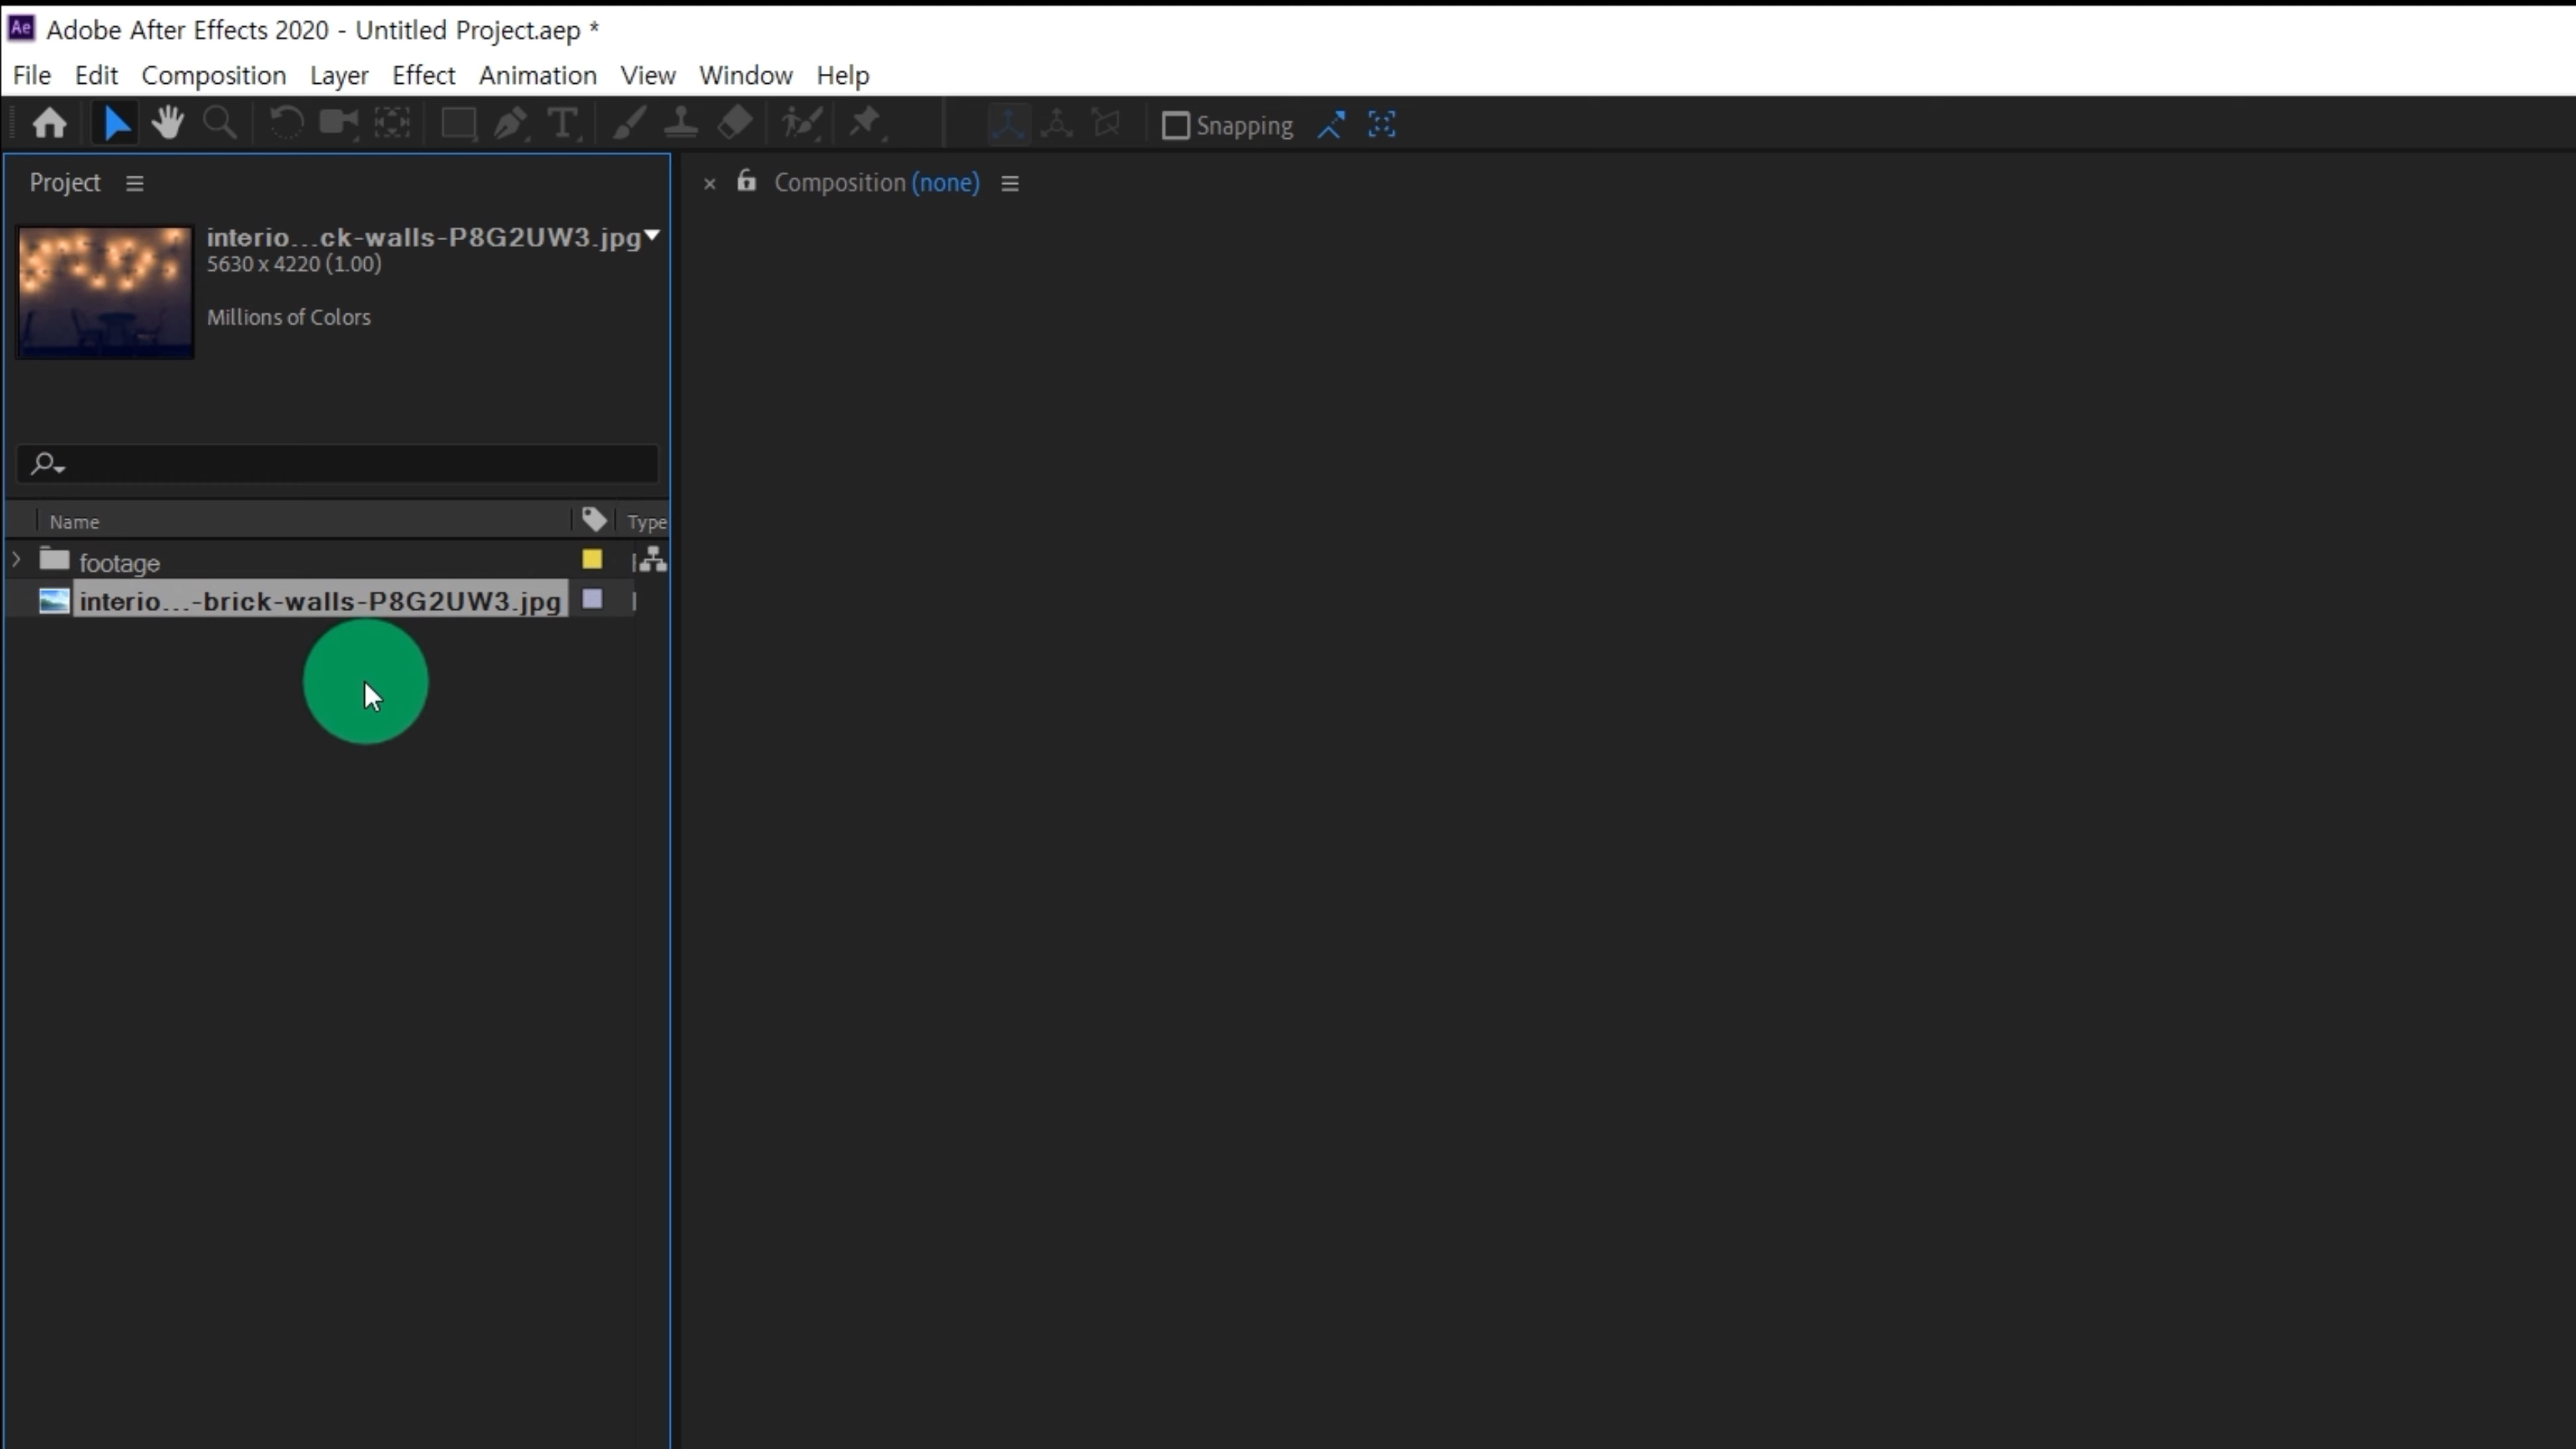 Ae Adobe After Effects 2020 - Untitled Project.aep *
File Edit Composition Layer Effect Animation View Window Help
Snapping
Project
Composition (none)
interio...ck-walls-P8G2UW3.jpg
5630 x 4220 (1.00)
Millions of Colors
Name Type
footage
interio...-brick-walls-P8G2UW3.jpg